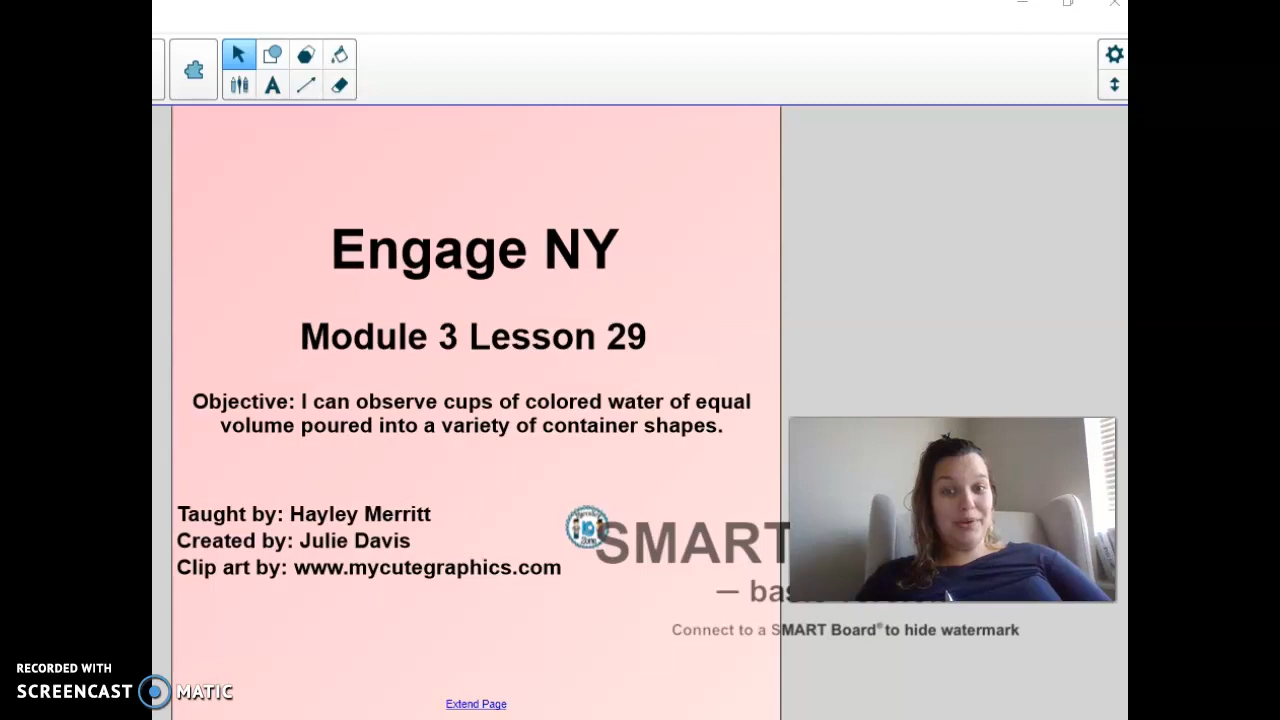 Engage NY
Module 3 Lesson 29
Objective: I can observe cups of colored water of equal
volume poured into a variety of container shapes.
Taught by: Hayley Merritt
Created by: Julie Davis
Clip art by: www.mycutegraphics.com
SMART
Connect to a SMART Board® to hide watermark
RECORDED WITH
SCREENCAST MATIC
Extend Page